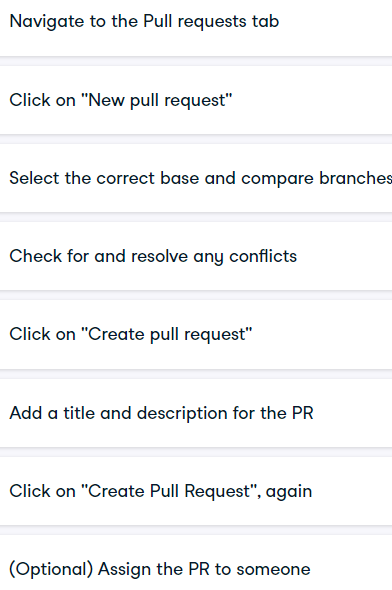 Navigate to the Pull requests tab
Click on "New pull request"
Select the correct base and compare branches
Check for and resolve any conflicts
Click on "Create pull request"
Add a title and description for the PR
Click on "Create Pull Request", again
(Optional) Assign the PR to someone